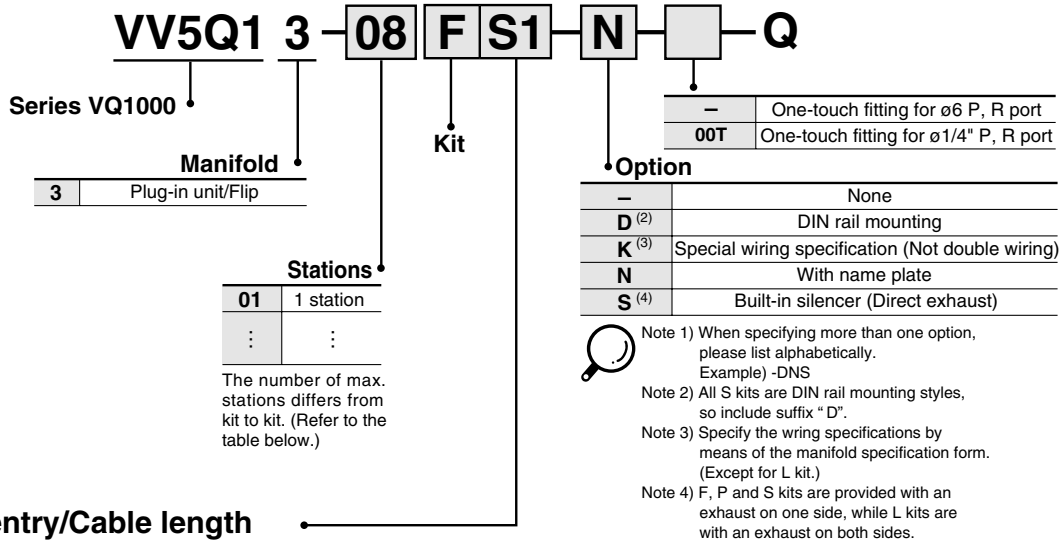 VV5Q1 3 – 08 F S1 – N – – Q
Series VQ1000
Manifold
3 Plug-in unit/Flip
Stations
01 1 station
⋮ ⋮
The number of max.
stations differs from
kit to kit. (Refer to the
table below.)
Kit
– One-touch fitting for ø6 P, R port
00T One-touch fitting for ø1/4" P, R port
Option
– None
D (2) DIN rail mounting
K (3) Special wiring specification (Not double wiring)
N With name plate
S (4) Built-in silencer (Direct exhaust)
Note 1) When specifying more than one option,
please list alphabetically.
Example) -DNS
Note 2) All S kits are DIN rail mounting styles,
so include suffix “ D”.
Note 3) Specify the wring specifications by
means of the manifold specification form.
(Except for L kit.)
Note 4) F, P and S kits are provided with an
exhaust on one side, while L kits are
with an exhaust on both sides.
entry/Cable length